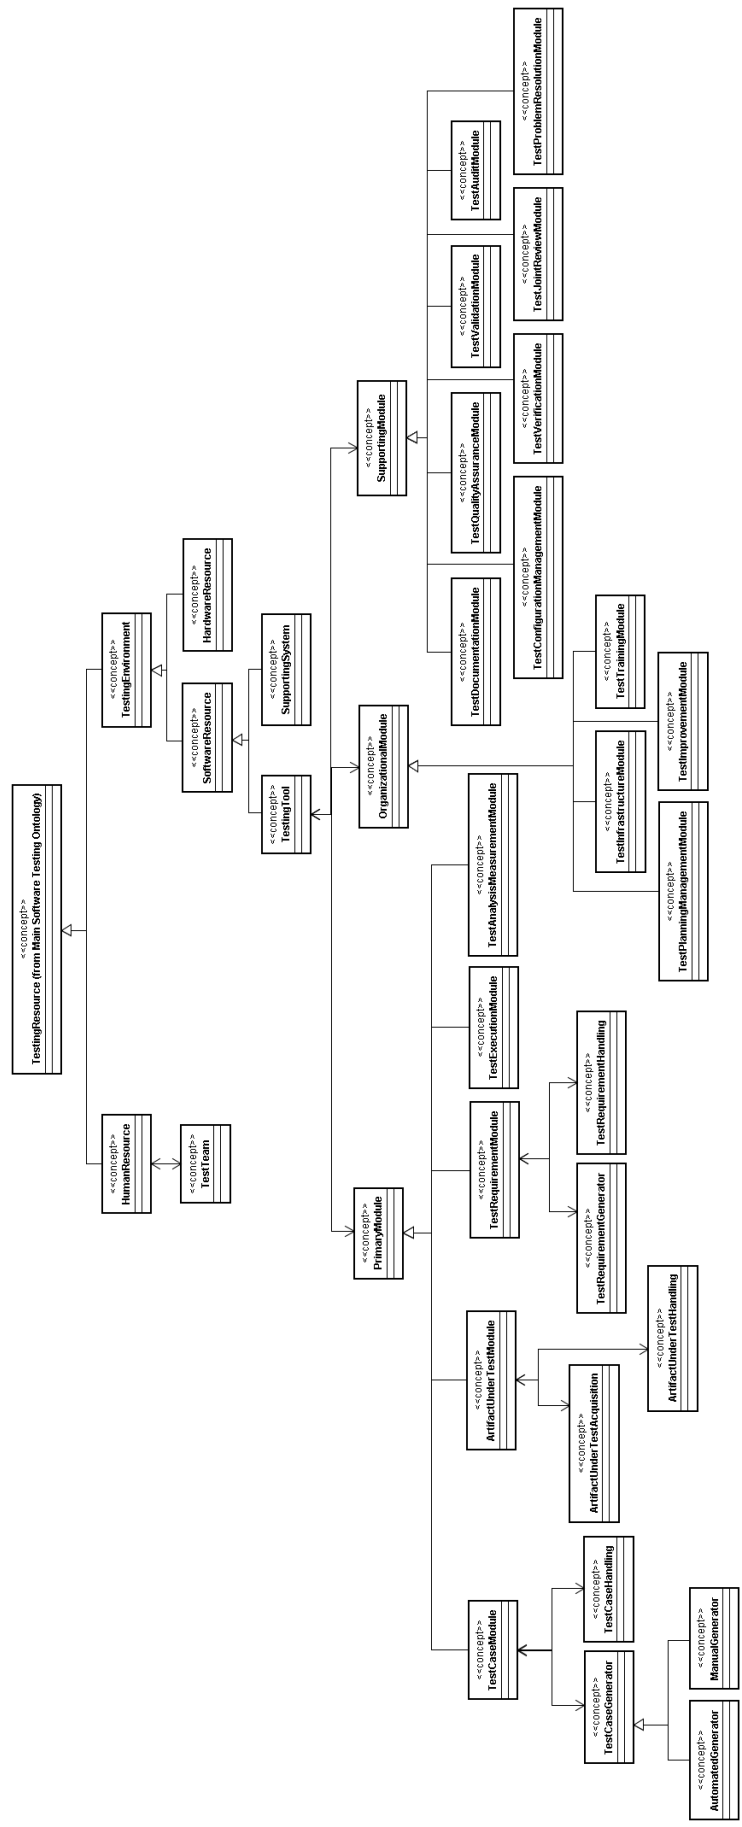 <<concept>>
TestingResource (from Main Software Testing Ontology)
<<concept>>
HumanResource
<<concept>>
TestingEnvironment
<<concept>>
TestTeam
<<concept>>
SoftwareResource
<<concept>>
HardwareResource
<<concept>>
TestingTool
<<concept>>
SupportingSystem
<<concept>>
PrimaryModule
<<concept>>
OrganizationalModule
<<concept>>
SupportingModule
<<concept>>
TestCaseModule
<<concept>>
ArtifactUnderTestModule
<<concept>>
TestRequirementModule
<<concept>>
TestExecutionModule
<<concept>>
TestAnalysisMeasurementModule
<<concept>>
TestDocumentationModule
<<concept>>
TestQualityAssuranceModule
<<concept>>
TestValidationModule
<<concept>>
TestAuditModule
<<concept>>
TestConfigurationManagementModule
<<concept>>
TestVerificationModule
<<concept>>
TestJointReviewModule
<<concept>>
TestProblemResolutionModule
<<concept>>
TestCaseGenerator
<<concept>>
TestCaseHandling
<<concept>>
ArtifactUnderTestAcquisition
<<concept>>
TestRequirementGenerator
<<concept>>
TestRequirementHandling
<<concept>>
TestInfrastructureModule
<<concept>>
TestTrainingModule
<<concept>>
ArtifactUnderTestHandling
<<concept>>
TestPlanningManagementModule
<<concept>>
TestImprovementModule
<<concept>>
AutomatedGenerator
<<concept>>
ManualGenerator